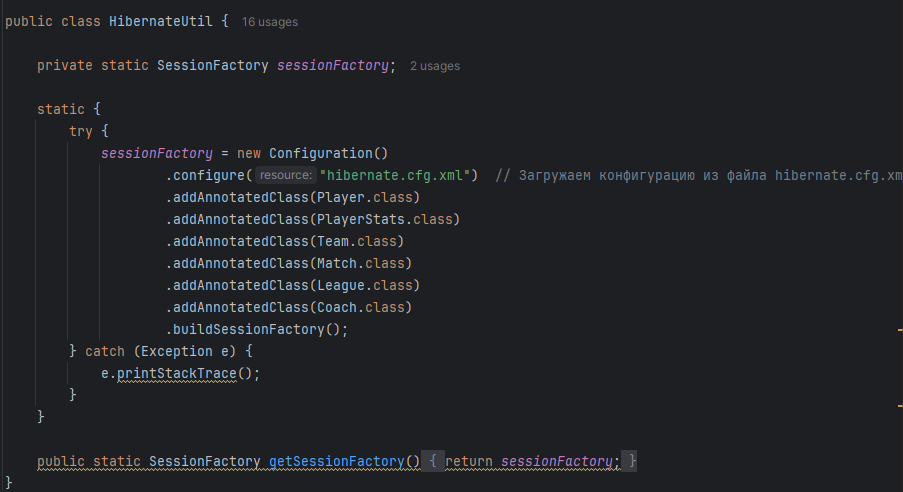 public class HibernateUtil { 16 usages
private static SessionFactory sessionFactory; 2 usages
static {
try {
sessionFactory = new Configuration()
.configure( resource: "hibernate.cfg.xml") // Загружаем конфигурацию из файла hibernate.cfg.xm
.addAnnotatedClass(Player.class)
.addAnnotatedClass(PlayerStats.class)
.addAnnotatedClass(Team.class)
.addAnnotatedClass(Match.class)
.addAnnotatedClass(League.class)
.addAnnotatedClass(Coach.class)
.buildSessionFactory();
} catch (Exception e) {
e.printStackTrace();
}
}
public static SessionFactory getSessionFactory() { return sessionFactory; }
}